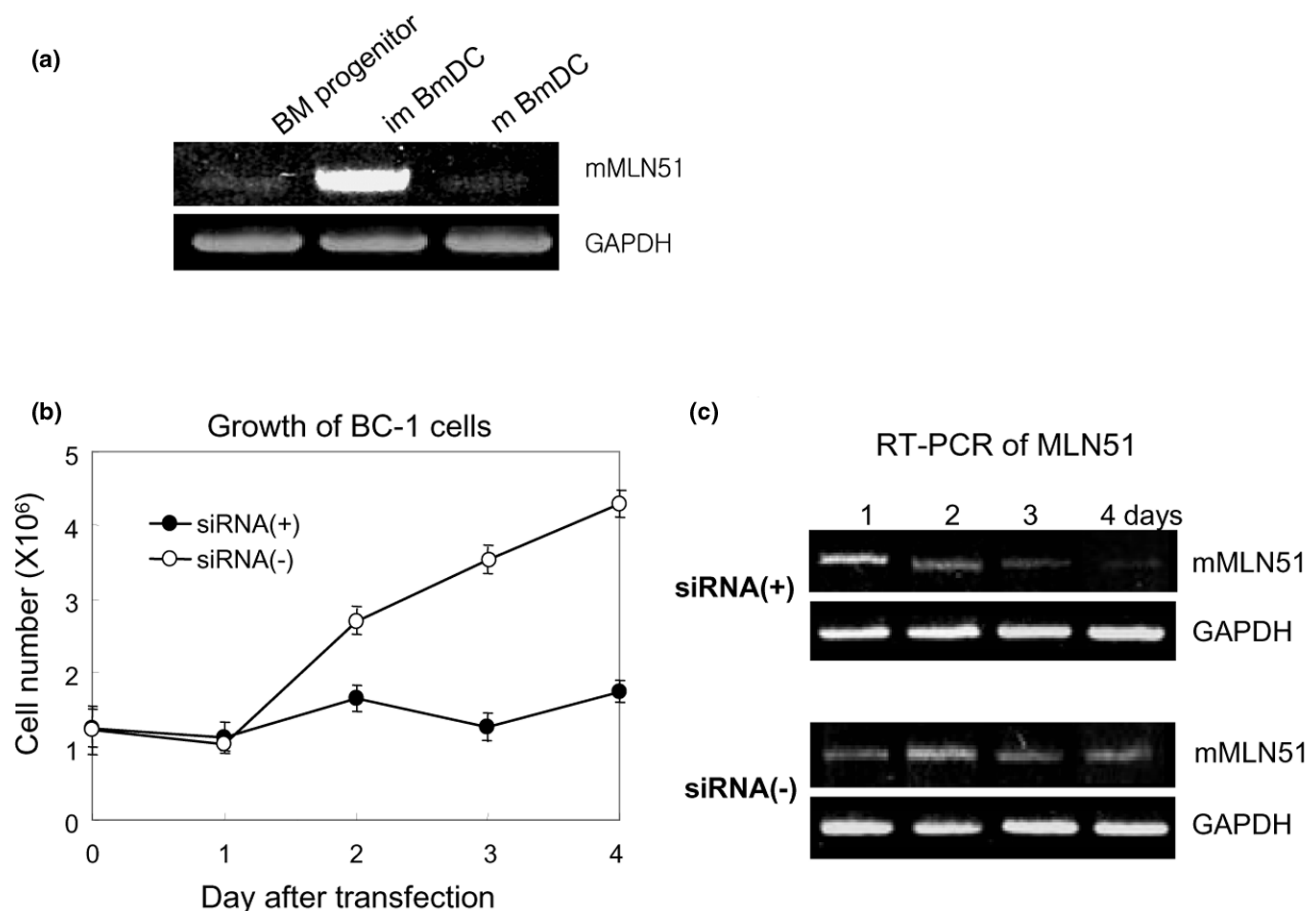 (a)
BM progenitor
im BmDC
m BmDC
mMLN51
GAPDH
(b)
Growth of BC-1 cells
5
4
3
2
1
0
Cell number (X10⁶)
siRNA(+)
siRNA(-)
0 1 2 3 4
Day after transfection
(c)
RT-PCR of MLN51
1 2 3 4 days
siRNA(+)
mMLN51
GAPDH
siRNA(-)
mMLN51
GAPDH